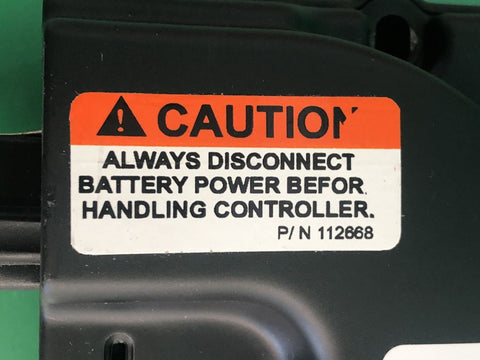 CAUTION
ALWAYS DISCONNECT
BATTERY POWER BEFOR
HANDLING CONTROLLER.
P/N 112668